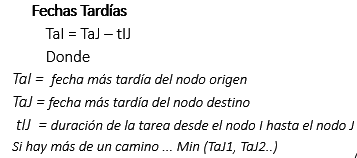 Fechas Tardías
TaI = TaJ – tIJ
Donde
TaI = fecha más tardía del nodo origen
TaJ = fecha más tardía del nodo destino
tIJ = duración de la tarea desde el nodo I hasta el nodo J
Si hay más de un camino ... Min (TaJ1, TaJ2..)